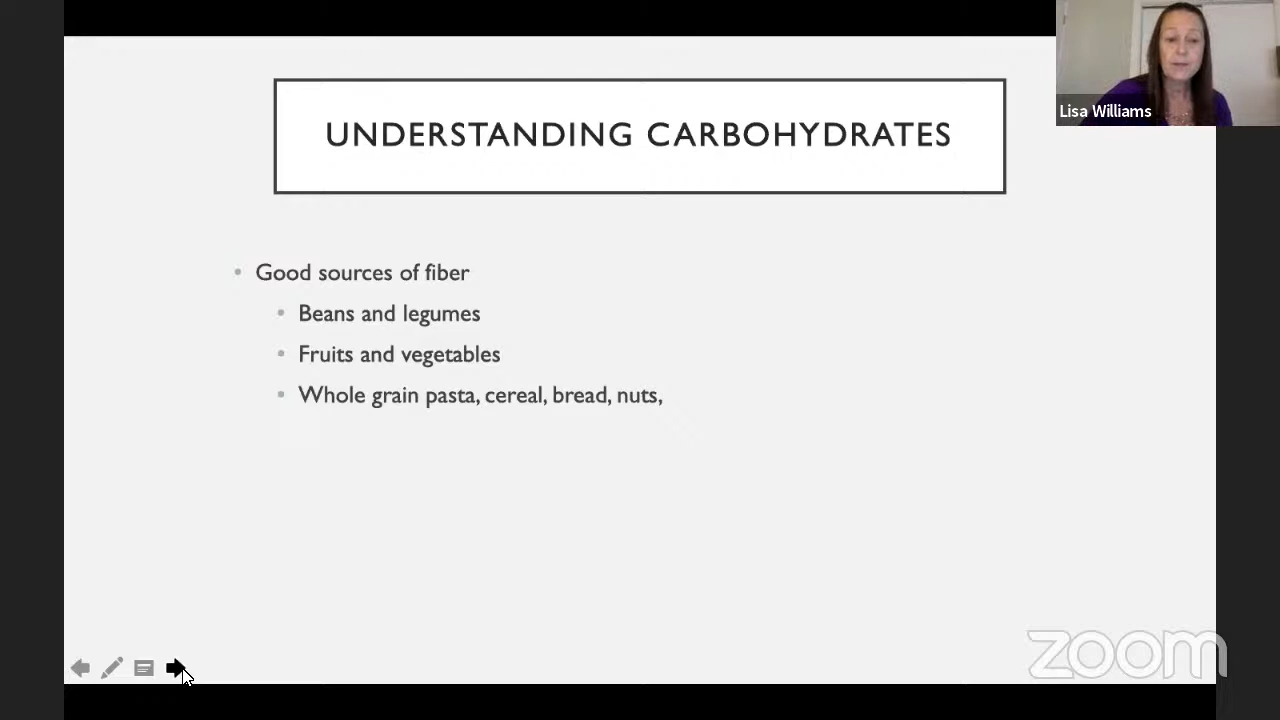 Lisa Williams
UNDERSTANDING CARBOHYDRATES
Good sources of fiber
Beans and legumes
Fruits and vegetables
Whole grain pasta, cereal, bread, nuts,
zoom